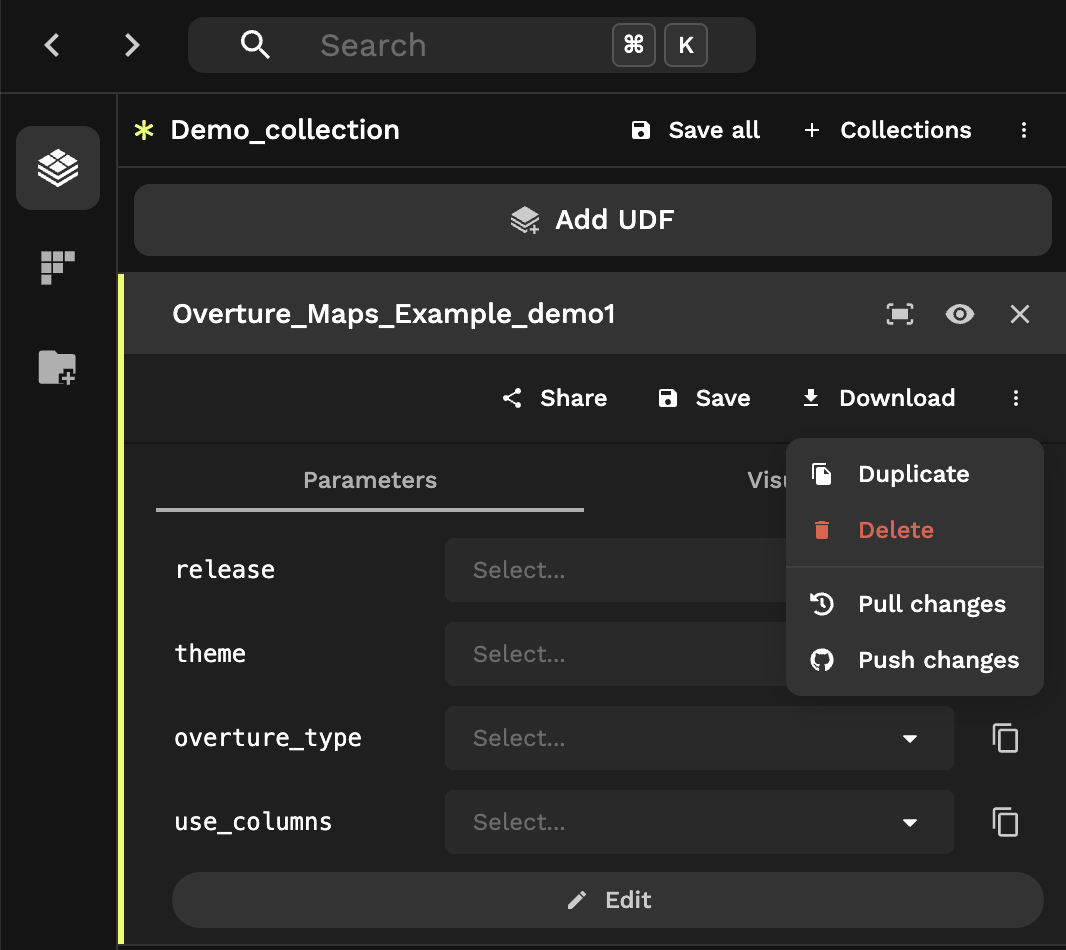 Search ⌘ K
Demo_collection Save all + Collections
Add UDF
Overture_Maps_Example_demo1
Share Save Download
Duplicate
Delete
Pull changes
Push changes
Parameters
release Select...
theme Select...
overture_type Select...
use_columns Select...
Edit